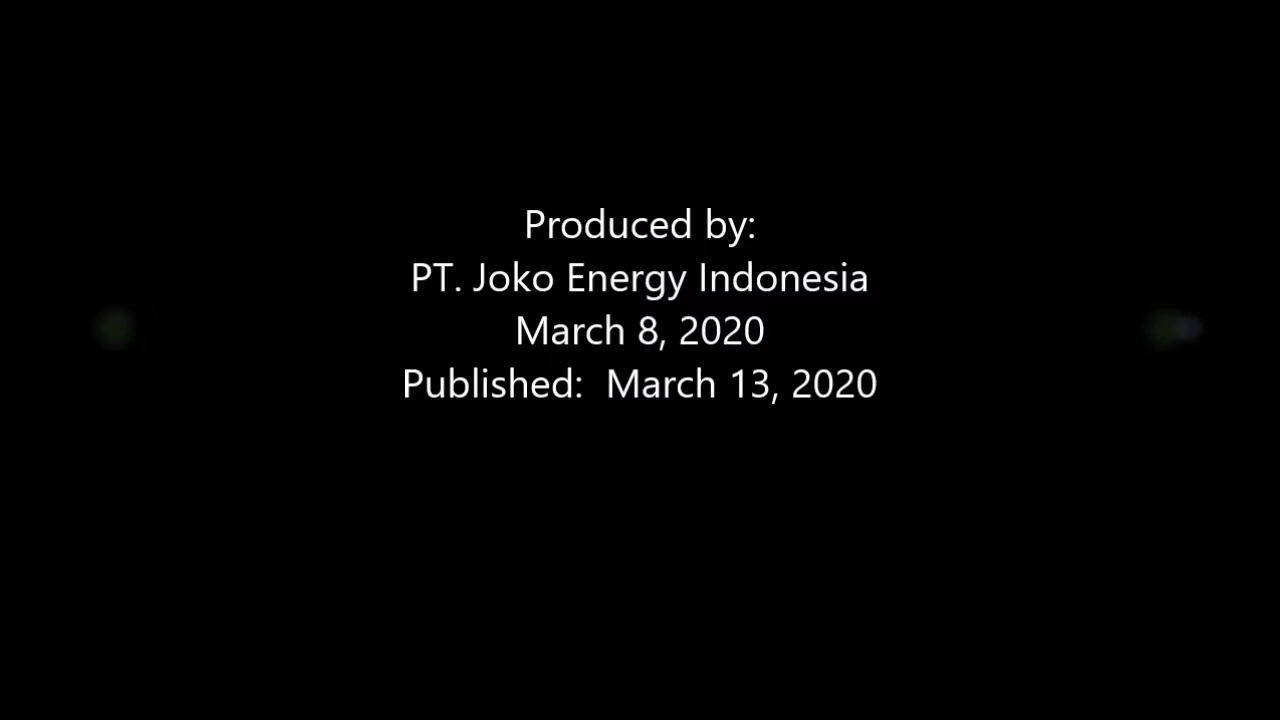 Produced by:
PT. Joko Energy Indonesia
March 8, 2020
Published:  March 13, 2020